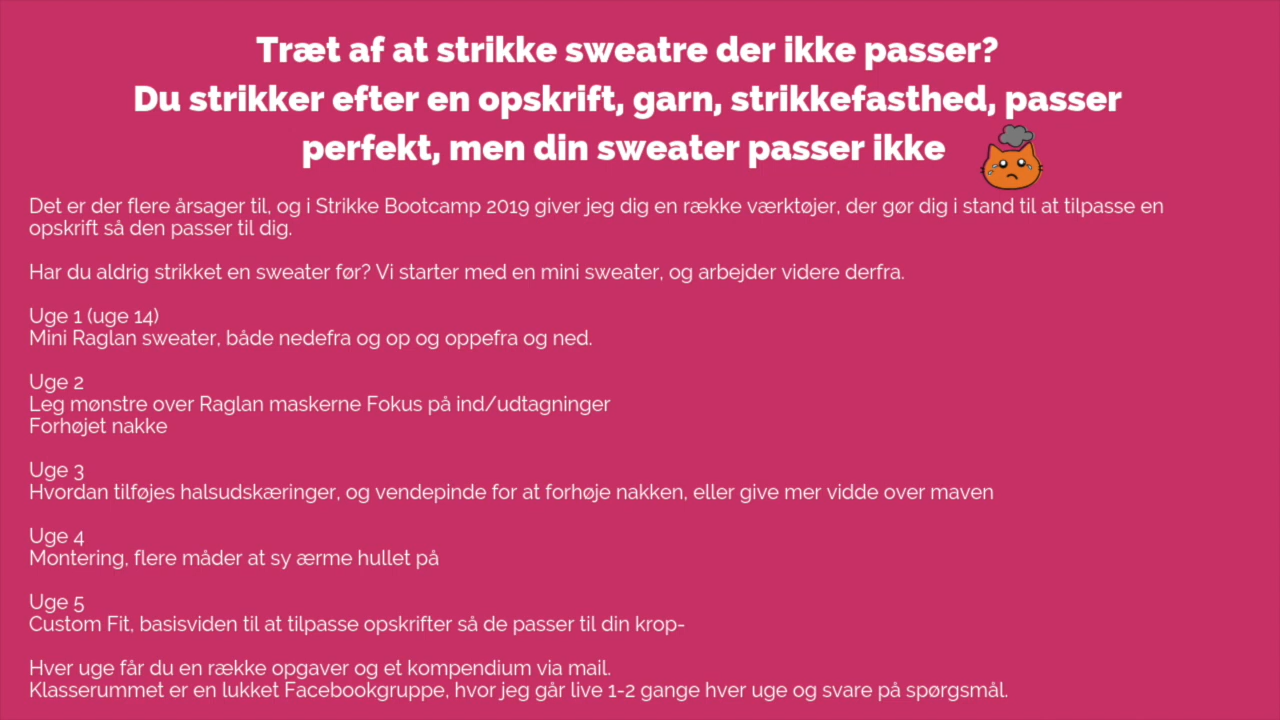 Træt af at strikke sweatre der ikke passer?
Du strikker efter en opskrift, garn, strikkefasthed, passer
perfekt, men din sweater passer ikke
Det er der flere årsager til, og i Strikke Bootcamp 2019 giver jeg dig en række værktøjer, der gør dig i stand til at tilpasse en
opskrift så den passer til dig.
Har du aldrig strikket en sweater før? Vi starter med en mini sweater, og arbejder videre derfra.
Uge 1 (uge 14)
Mini Raglan sweater, både nedefra og op og oppefra og ned.
Uge 2
Leg mønstre over Raglan maskerne Fokus på ind/udtagninger
Forhøjet nakke
Uge 3
Hvordan tilføjes halsudskæringer, og vendepinde for at forhøje nakken, eller give mer vidde over maven
Uge 4
Montering, flere måder at sy ærme hullet på
Uge 5
Custom Fit, basisviden til at tilpasse opskrifter så de passer til din krop-
Hver uge får du en række opgaver og et kompendium via mail.
Klasserummet er en lukket Facebookgruppe, hvor jeg går live 1-2 gange hver uge og svare på spørgsmål.